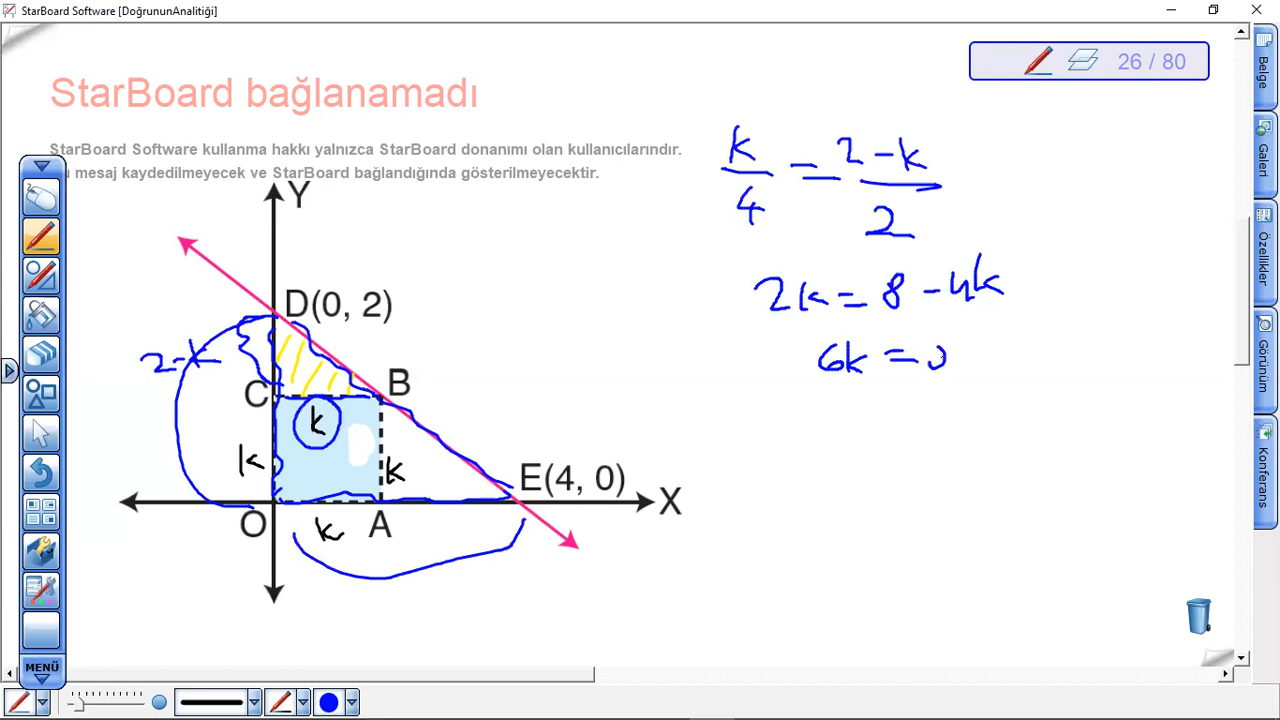 StarBoard Software [DoğrununAnalitiği]
26 / 80
StarBoard bağlanamadı
StarBoard Software kullanma hakkı yalnızca StarBoard donanımı olan kullanıcılarındır.
mesaj kaydedilmeyecek ve StarBoard bağlandığında gösterilmeyecektir.
Belge
Galeri
Özellikler
Görünüm
Konferans
k/4 = 2-k/2
2k = 8 - 4k
6k =
Y
D(0, 2)
2-k
C
B
k
k
k
E(4, 0)
X
O
k
A
MENÜ